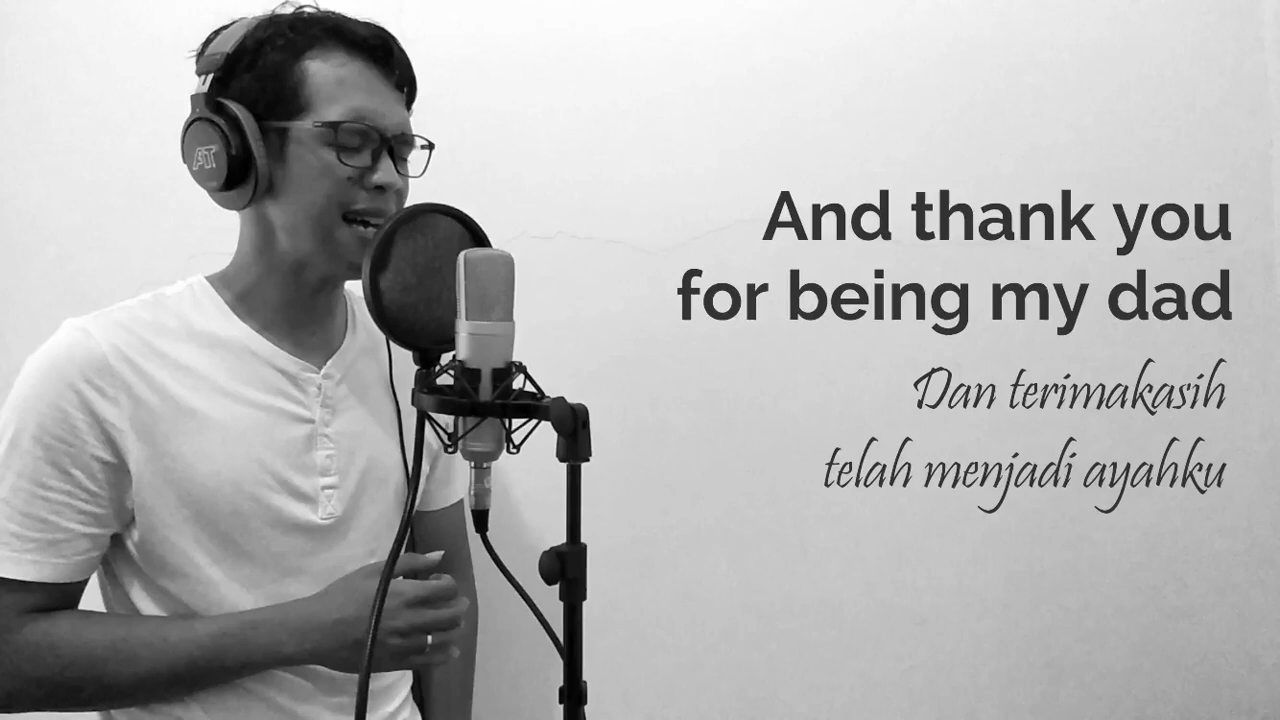 And thank you
for being my dad
Dan terimakasih
telah menjadi ayahku